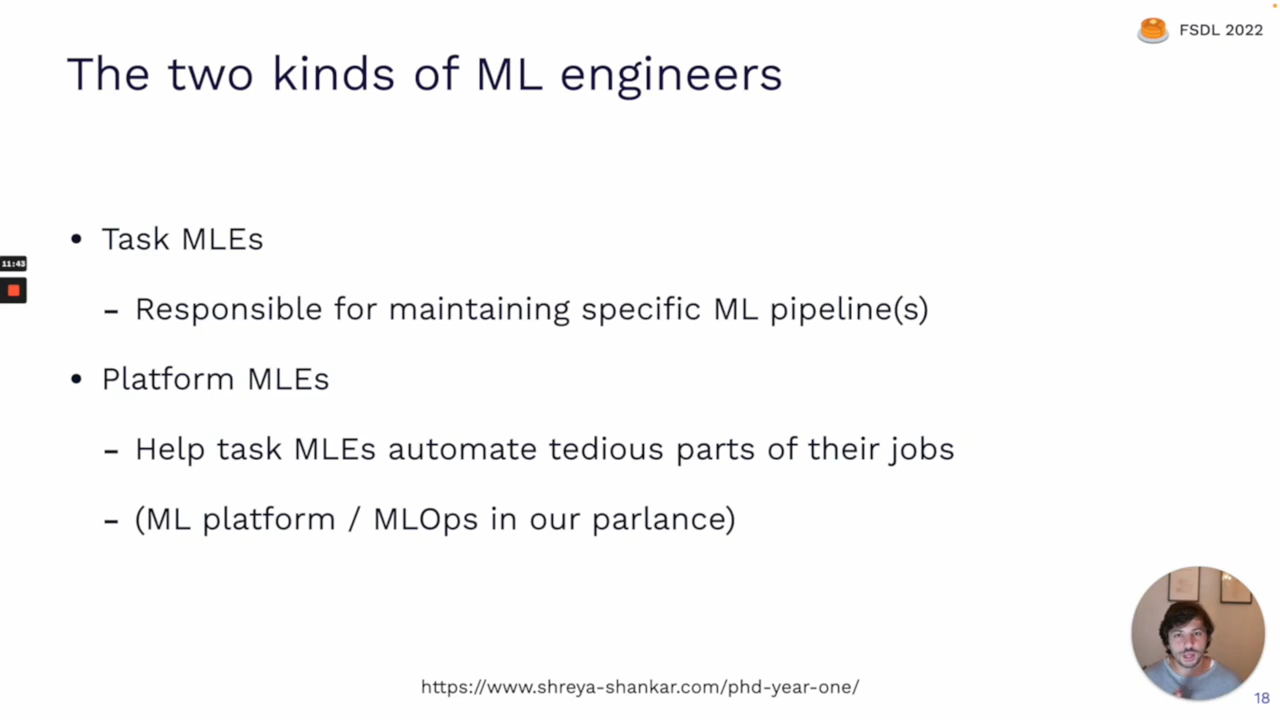 FSDL 2022
The two kinds of ML engineers
• Task MLEs
– Responsible for maintaining specific ML pipeline(s)
• Platform MLEs
– Help task MLEs automate tedious parts of their jobs
– (ML platform / MLOps in our parlance)
11:43
https://www.shreya-shankar.com/phd-year-one/
18